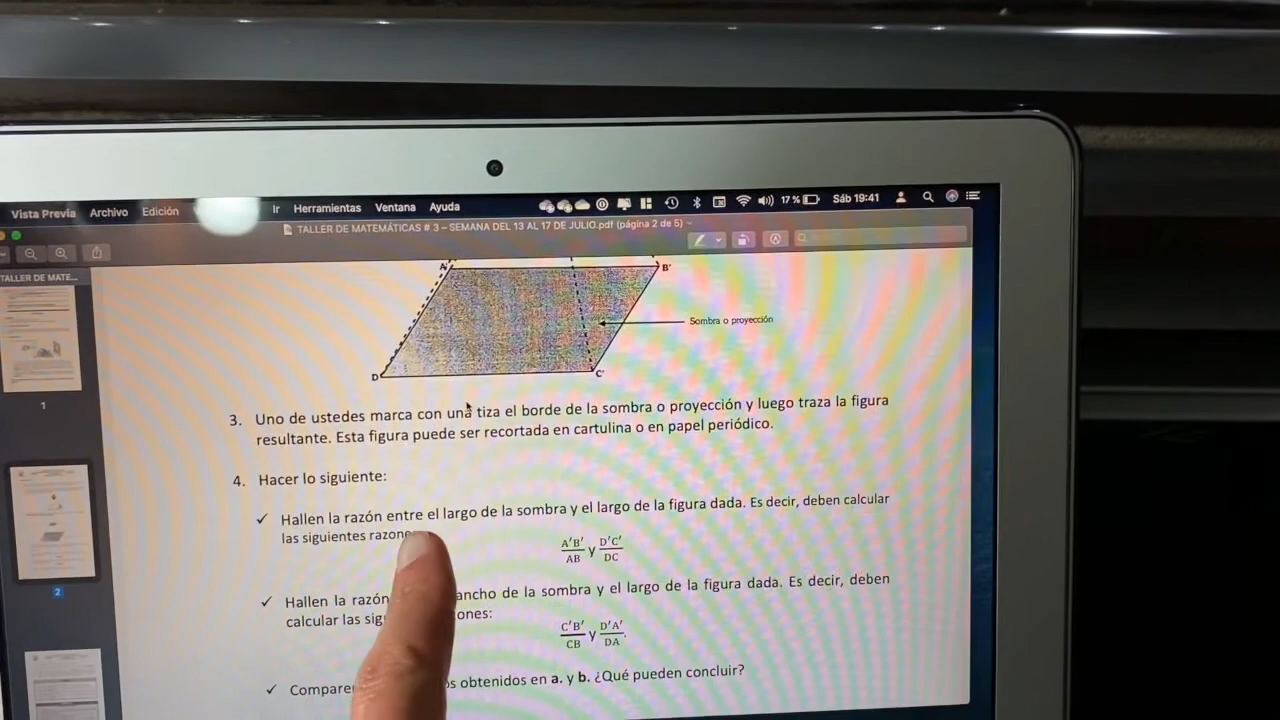 Vista Previa Archivo Edición Ir Herramientas Ventana Ayuda 17 % Sáb 19:41
TALLER DE MATEMÁTICAS # 3 – SEMANA DEL 13 AL 17 DE JULIO.pdf (página 2 de 5)
TALLER DE MATE...
1
2
A'
B'
Sombra o proyección
D
C'
3. Uno de ustedes marca con una tiza el borde de la sombra o proyección y luego traza la figura
resultante. Esta figura puede ser recortada en cartulina o en papel periódico.
4. Hacer lo siguiente:
✓ Hallen la razón entre el largo de la sombra y el largo de la figura dada. Es decir, deben calcular
las siguientes
A'B'/AB y D'C'/DC
✓ Hallen la razón ancho de la sombra y el largo de la figura dada. Es decir, deben
calcular las
C'B'/CB y D'A'/DA.
✓ obtenidos en a. y b. ¿Qué pueden concluir?